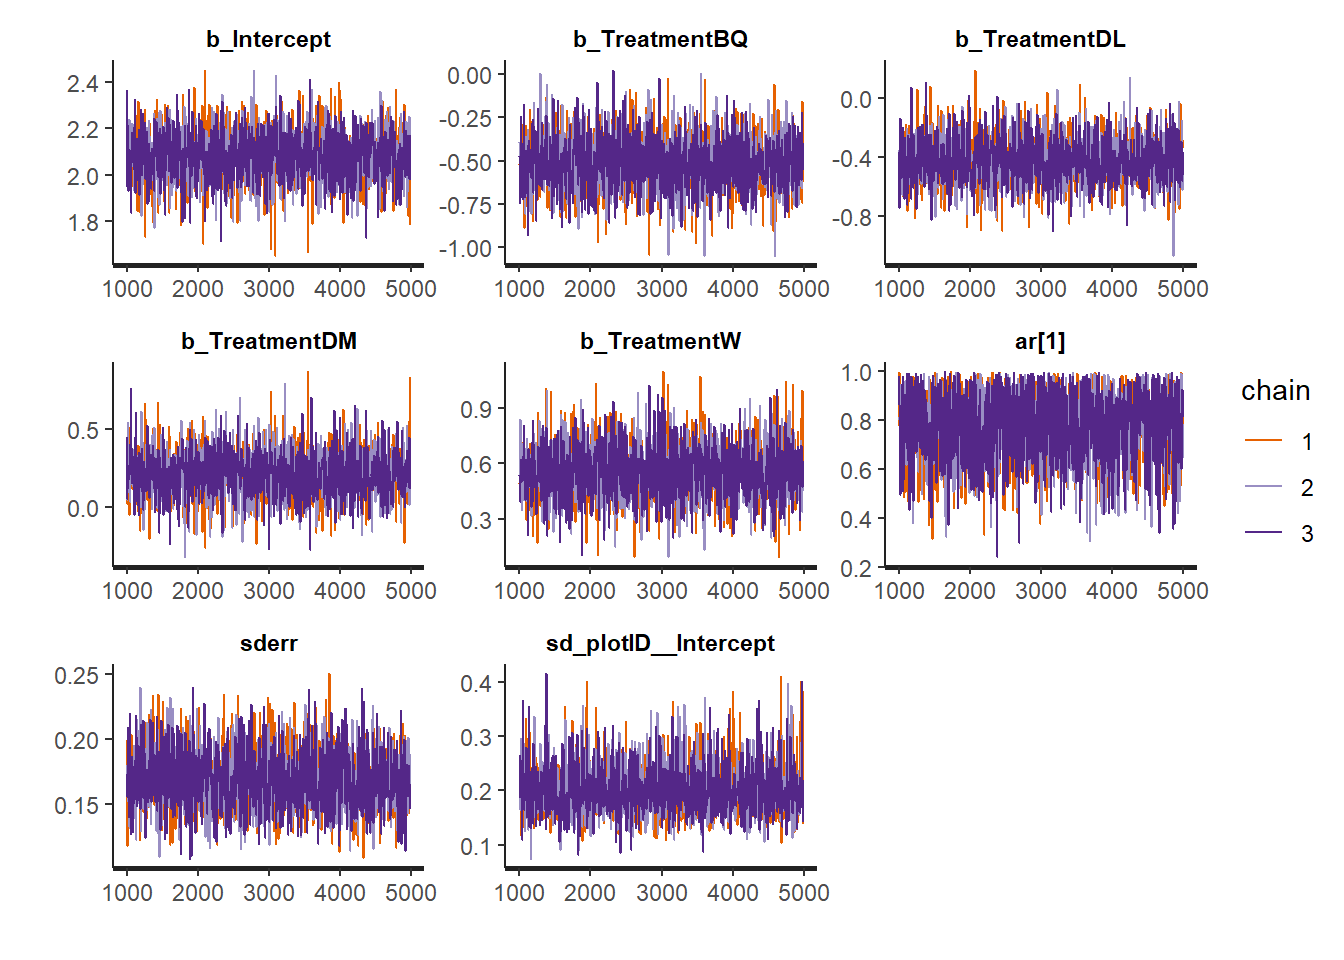 b_Intercept b_TreatmentBQ b_TreatmentDL
2.4
2.2
2.0
1.8
1000 2000 3000 4000 5000
0.00
-0.25
-0.50
-0.75
-1.00
1000 2000 3000 4000 5000
0.0
-0.4
-0.8
1000 2000 3000 4000 5000
b_TreatmentDM b_TreatmentW ar[1]
0.5
0.0
1000 2000 3000 4000 5000
0.9
0.6
0.3
1000 2000 3000 4000 5000
1.0
0.8
0.6
0.4
0.2
1000 2000 3000 4000 5000
chain
1
2
3
sderr sd_plotID__Intercept
0.25
0.20
0.15
1000 2000 3000 4000 5000
0.4
0.3
0.2
0.1
1000 2000 3000 4000 5000